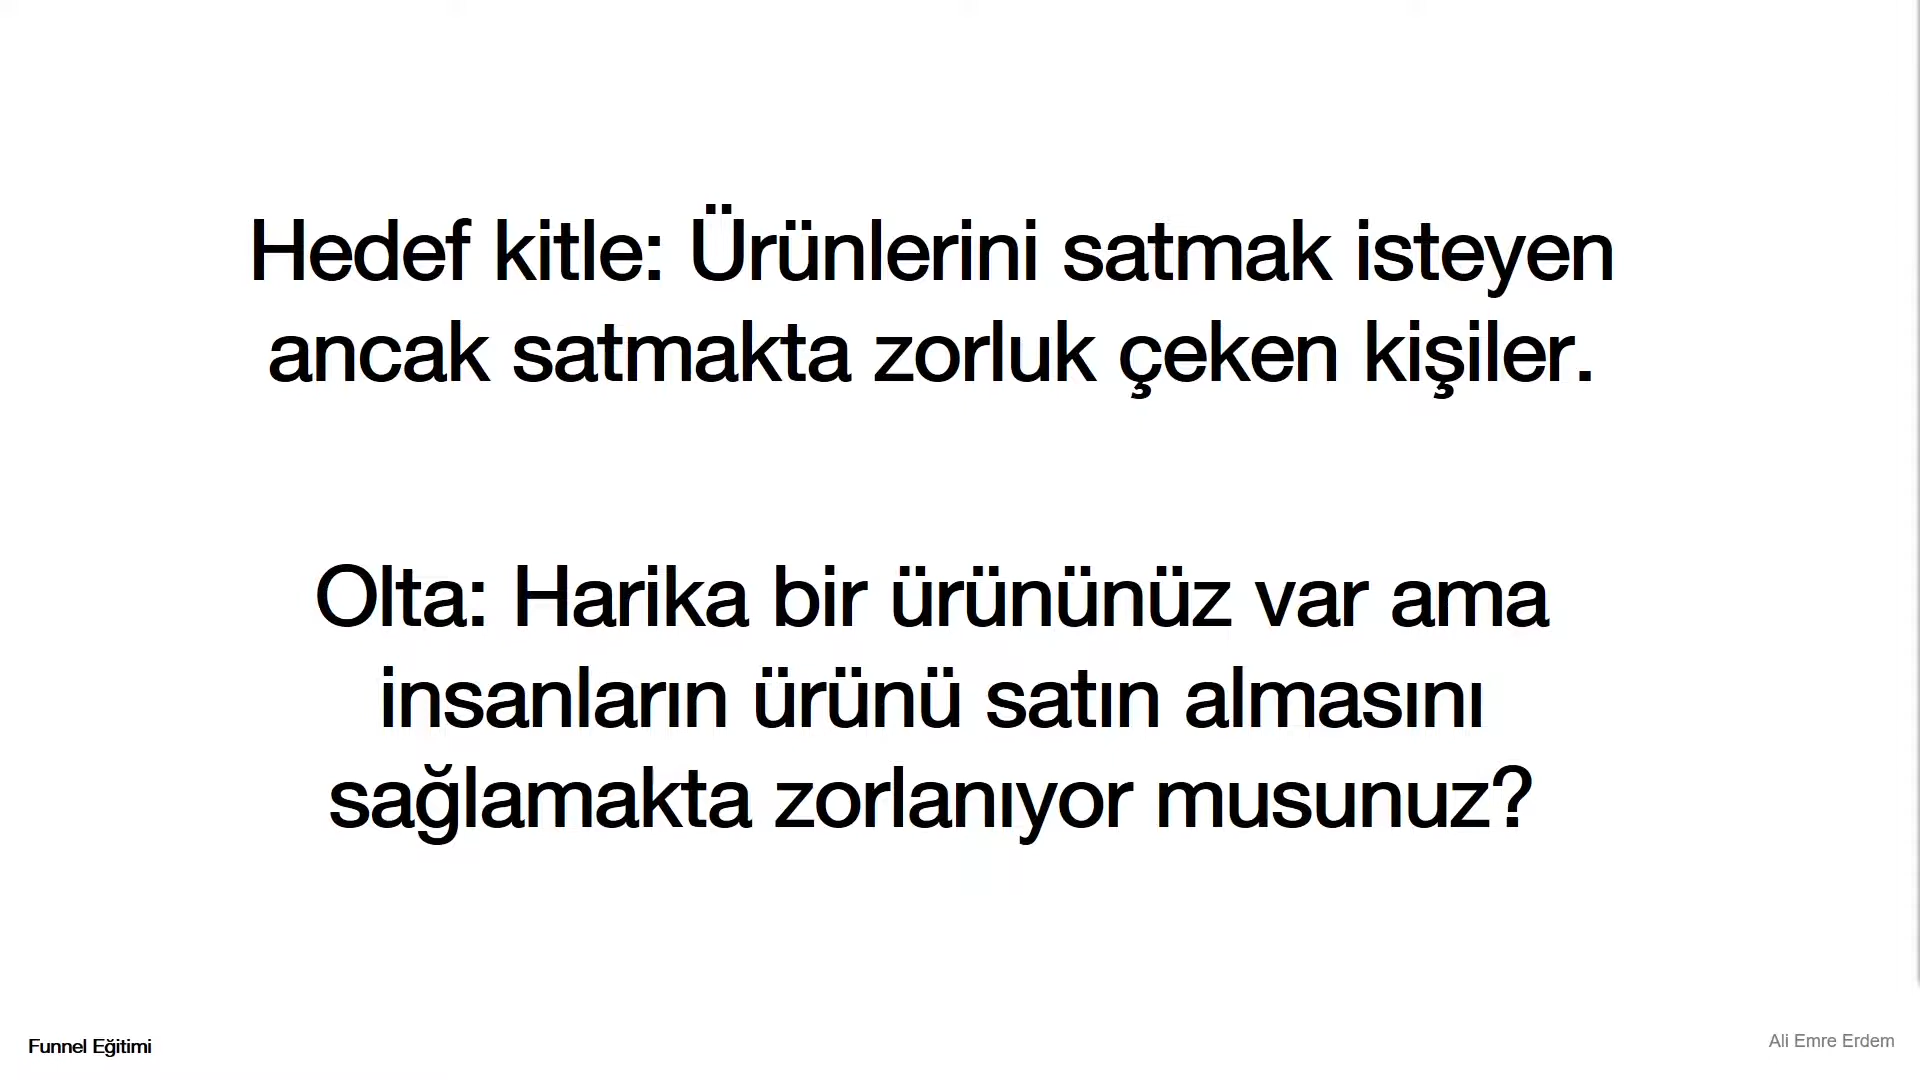 Hedef kitle: Ürünlerini satmak isteyen
ancak satmakta zorluk çeken kişiler.
Olta: Harika bir ürününüz var ama
insanların ürünü satın almasını
sağlamakta zorlanıyor musunuz?
Funnel Eğitimi
Ali Emre Erdem